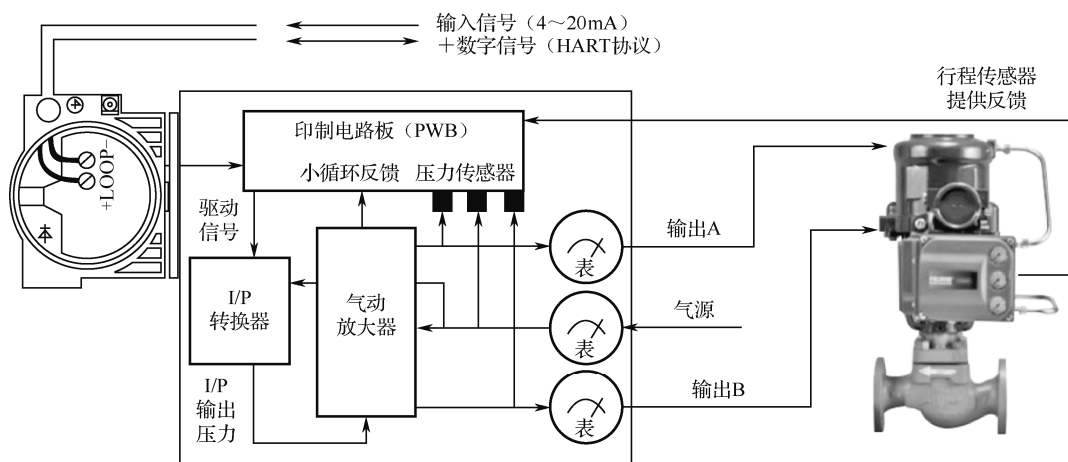 输入信号（4～20mA）
＋数字信号（HART协议）
行程传感器
提供反馈
印制电路板（PWB）
小循环反馈 压力传感器
+LOOP−
驱动
信号
I/P
转换器
气动
放大器
表
输出A
表
气源
表
输出B
I/P
输出
压力